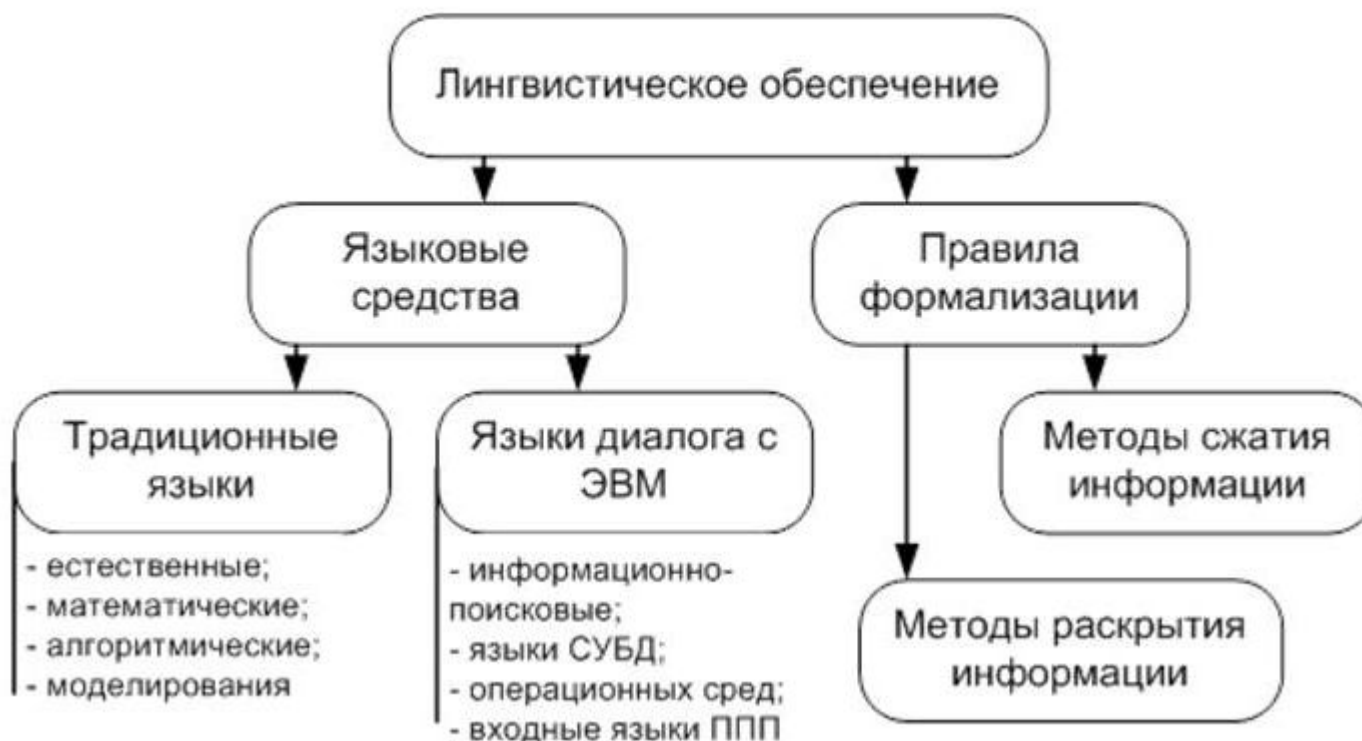 Лингвистическое обеспечение
Языковые
средства
Правила
формализации
Традиционные
языки
- естественные;
- математические;
- алгоритмические;
- моделирования
Языки диалога с
ЭВМ
- информационно-
поисковые;
- языки СУБД;
- операционных сред;
- входные языки ППП
Методы сжатия
информации
Методы раскрытия
информации